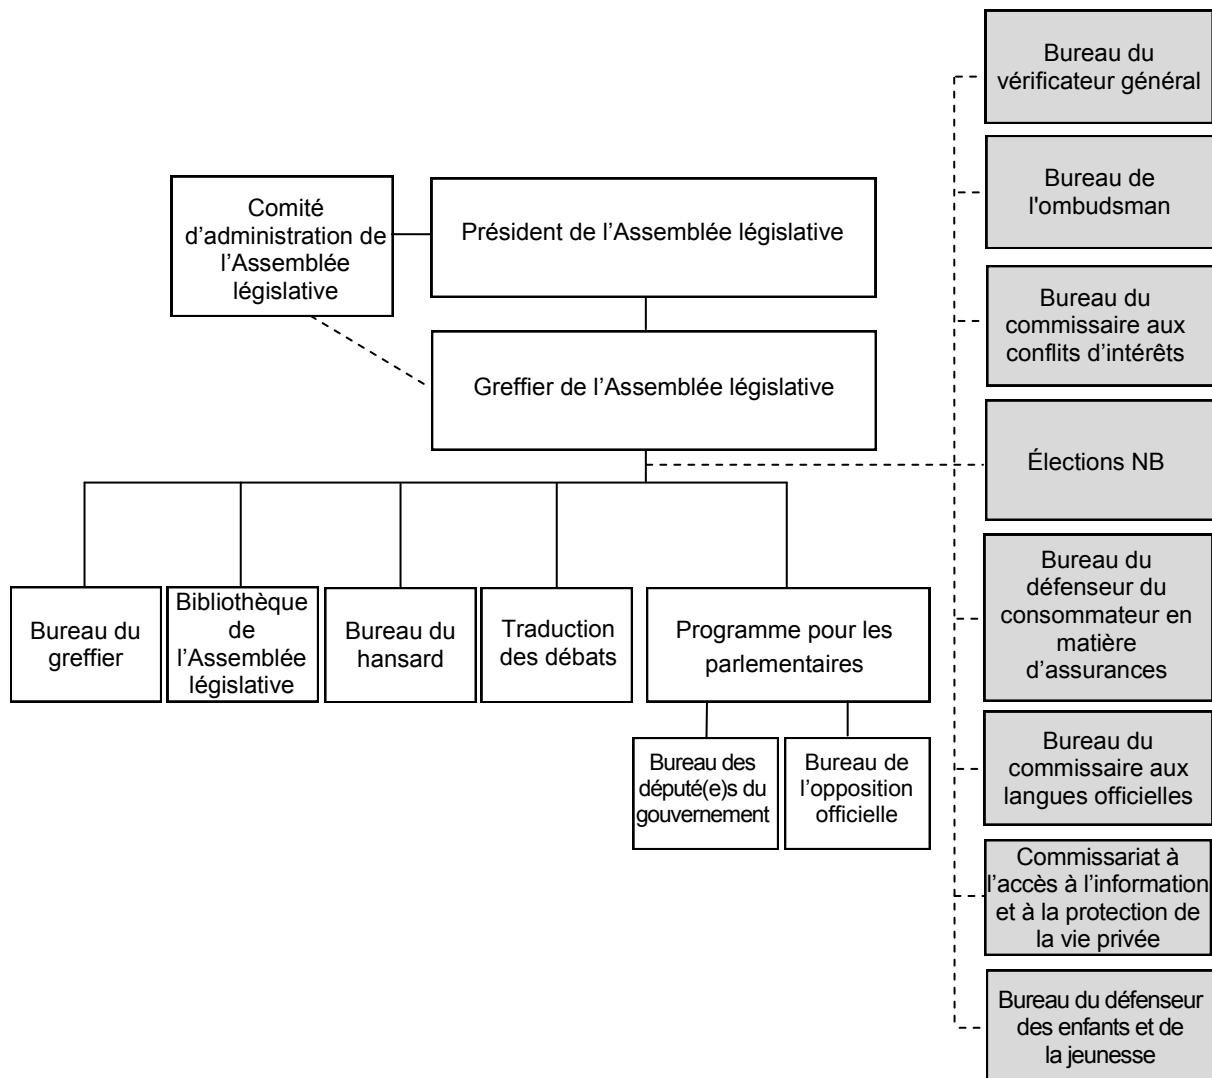 Bureau du
vérificateur général
Bureau de
l'ombudsman
Comité
d’administration de
l’Assemblée
législative
Président de l’Assemblée législative
Bureau du
commissaire aux
conflits d’intérêts
Greffier de l’Assemblée législative
Élections NB
Bureau du
défenseur du
consommateur en
matière
d’assurances
Bureau du
greffier
Bibliothèque
de
l’Assemblée
législative
Bureau du
hansard
Traduction
des débats
Programme pour les
parlementaires
Bureau des
député(e)s du
gouvernement
Bureau de
l’opposition
officielle
Bureau du
commissaire aux
langues officielles
Commissariat à
l’accès à l’information
et à la protection de
la vie privée
Bureau du défenseur
des enfants et de
la jeunesse